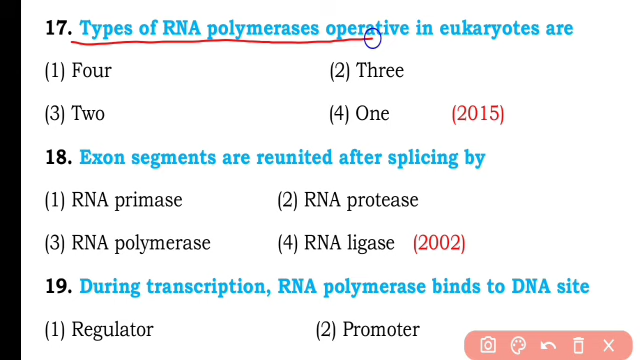 17. Types of RNA polymerases operative in eukaryotes are
(1) Four (2) Three
(3) Two (4) One (2015)
18. Exon segments are reunited after splicing by
(1) RNA primase (2) RNA protease
(3) RNA polymerase (4) RNA ligase (2002)
19. During transcription, RNA polymerase binds to DNA site
(1) Regulator (2) Promoter